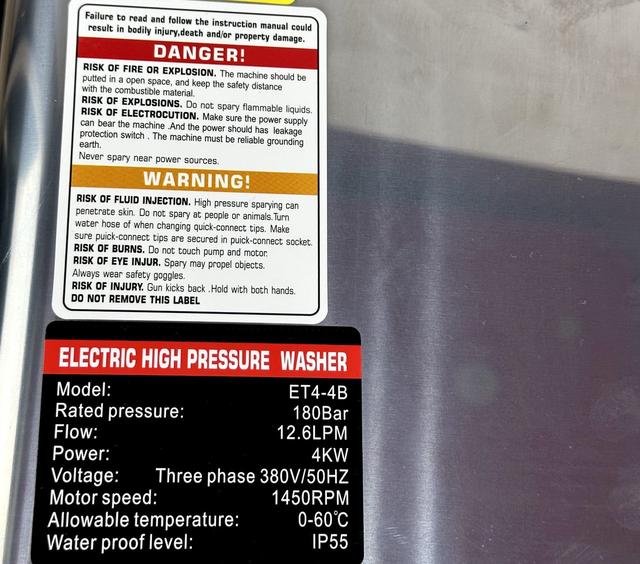 Failure to read and follow the instruction manual could
result in bodily injury,death and/or property damage.
DANGER!
RISK OF FIRE OR EXPLOSION. The machine should be
putted in a open space, and keep the safety distance
with the combustible material.
RISK OF EXPLOSIONS. Do not spary flammable liquids.
RISK OF ELECTROCUTION. Make sure the power supply
can bear the machine .And the power should has leakage
protection switch . The machine must be reliable grounding
earth.
Never spary near power sources.
WARNING!
RISK OF FLUID INJECTION. High pressure sparying can
penetrate skin. Do not spary at people or animals.Turn
water hose of when changing quick-connect tips. Make
sure puick-connect tips are secured in puick-connect socket.
RISK OF BURNS. Do not touch pump and motor.
RISK OF EYE INJUR. Spary may propel objects.
Always wear safety goggles.
RISK OF INJURY. Gun kicks back .Hold with both hands.
DO NOT REMOVE THIS LABEL
ELECTRIC HIGH PRESSURE WASHER
Model: ET4-4B
Rated pressure: 180Bar
Flow: 12.6LPM
Power: 4KW
Voltage: Three phase 380V/50HZ
Motor speed: 1450RPM
Allowable temperature: 0-60℃
Water proof level: IP55